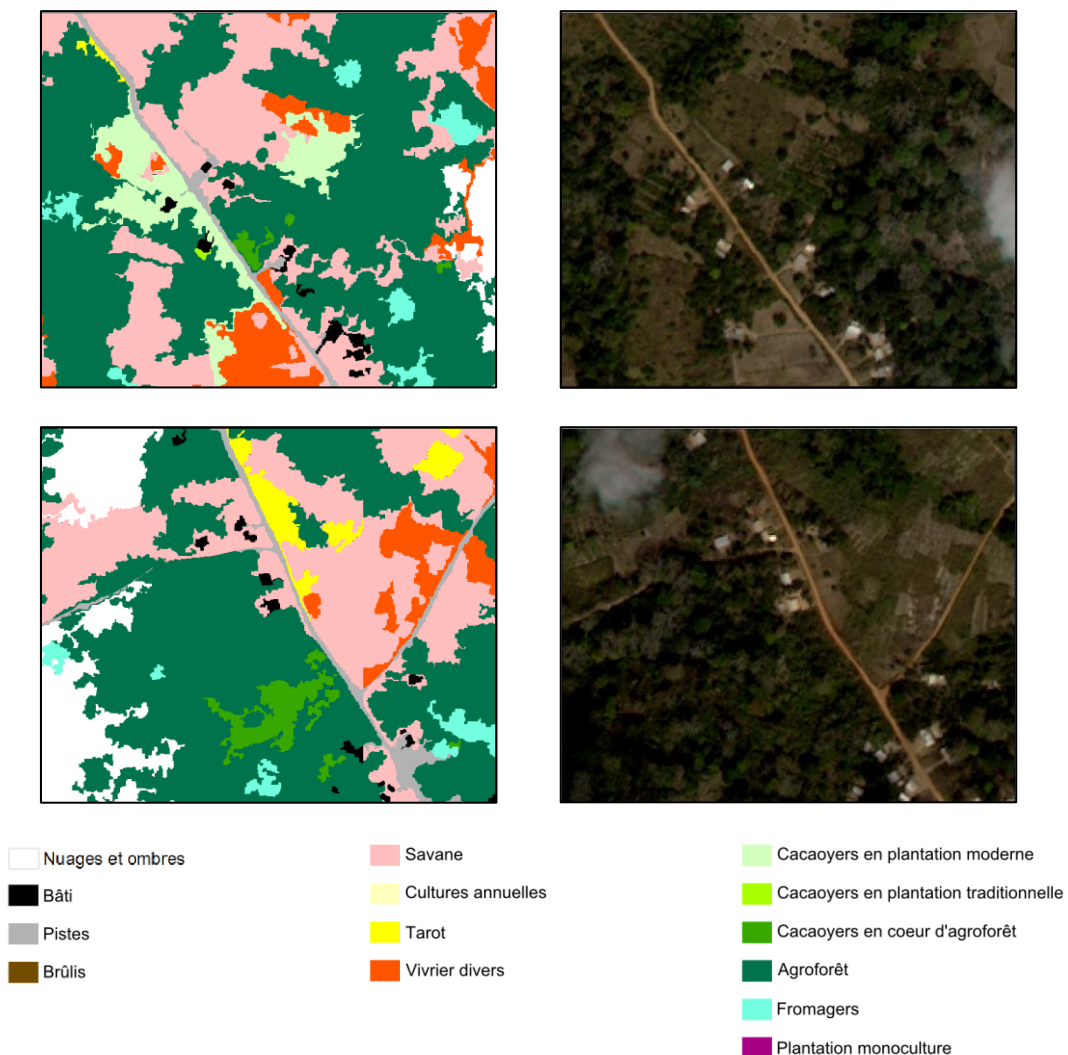 Nuages et ombres
Bâti
Pistes
Brûlis
Savane
Cultures annuelles
Tarot
Vivrier divers
Cacaoyers en plantation moderne
Cacaoyers en plantation traditionnelle
Cacaoyers en coeur d'agroforêt
Agroforêt
Fromagers
Plantation monoculture